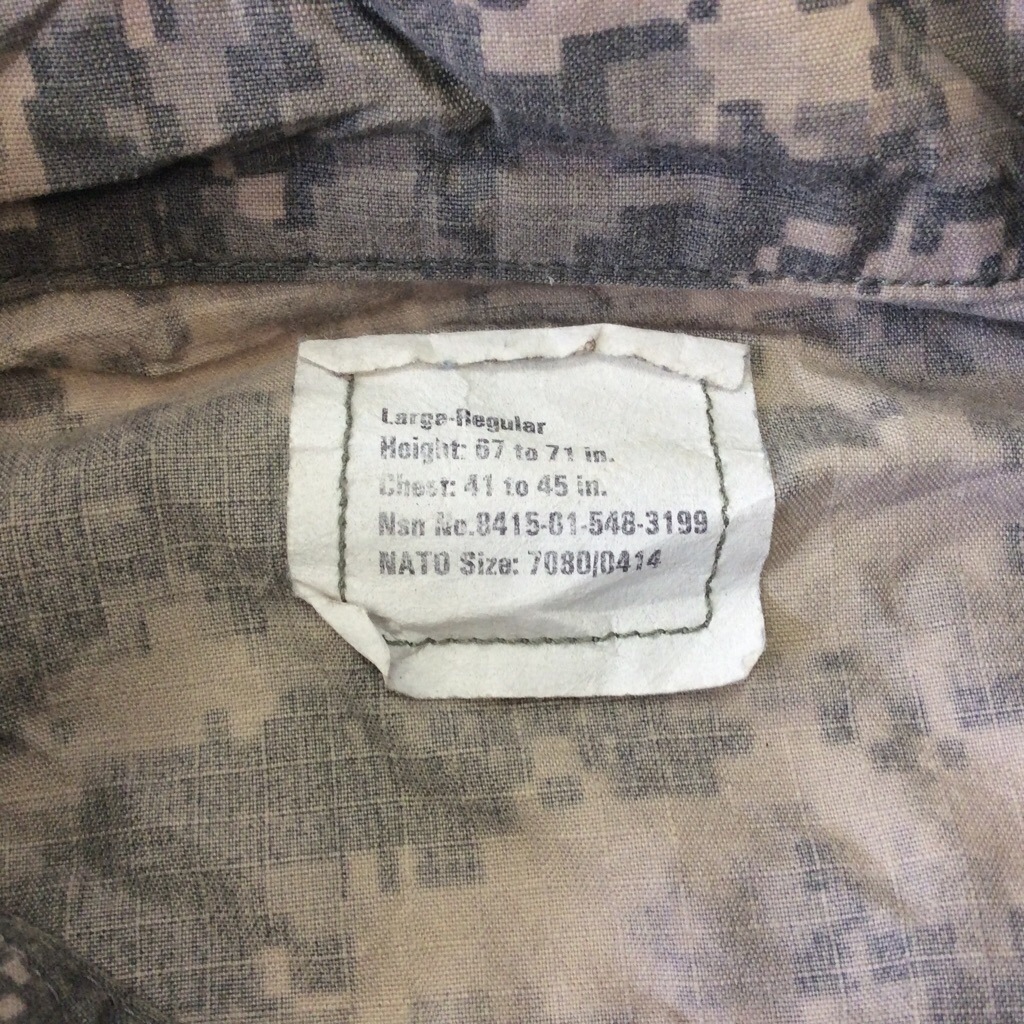 Large-Regular
Height: 67 to 71 in.
Chest: 41 to 45 in.
Nsn No.8415-01-548-3199
NATO Size: 7080/0414